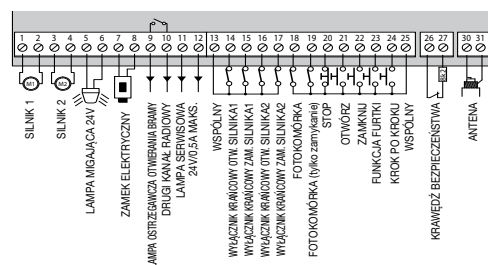 1 2 3 4 5 6 7 8 9 10 11 12 13 14 15 16 17 18 19 20 21 22 23 24 25 26 27 30 31
M1
M2
8k2
SILNIK 1
SILNIK 2
LAMPA MIGAJĄCA 24V
ZAMEK ELEKTRYCZNY
AMPA OSTRZEGAWCZA OTWIERANIA BRAMY
DRUGI KANAŁ RADIOWY
LAMPA SERWISOWA
24V/0,5A MAKS.
WSPÓLNY
WYŁĄCZNIK KRAŃCOWY OTW. SILNIKA1
WYŁĄCZNIK KRAŃCOWY ZAM. SILNIKA1
WYŁĄCZNIK KRAŃCOWY OTW. SILNIKA2
WYŁĄCZNIK KRAŃCOWY ZAM. SILNIKA2
FOTOKOMÓRKA
FOTOKOMÓRKA (tylko zamykanie)
STOP
OTWÓRZ
ZAMKNIJ
FUNKCJA FURTKI
KROK PO KROKU
WSPÓLNY
KRAWĘDŹ BEZPIECZEŃSTWA
ANTENA